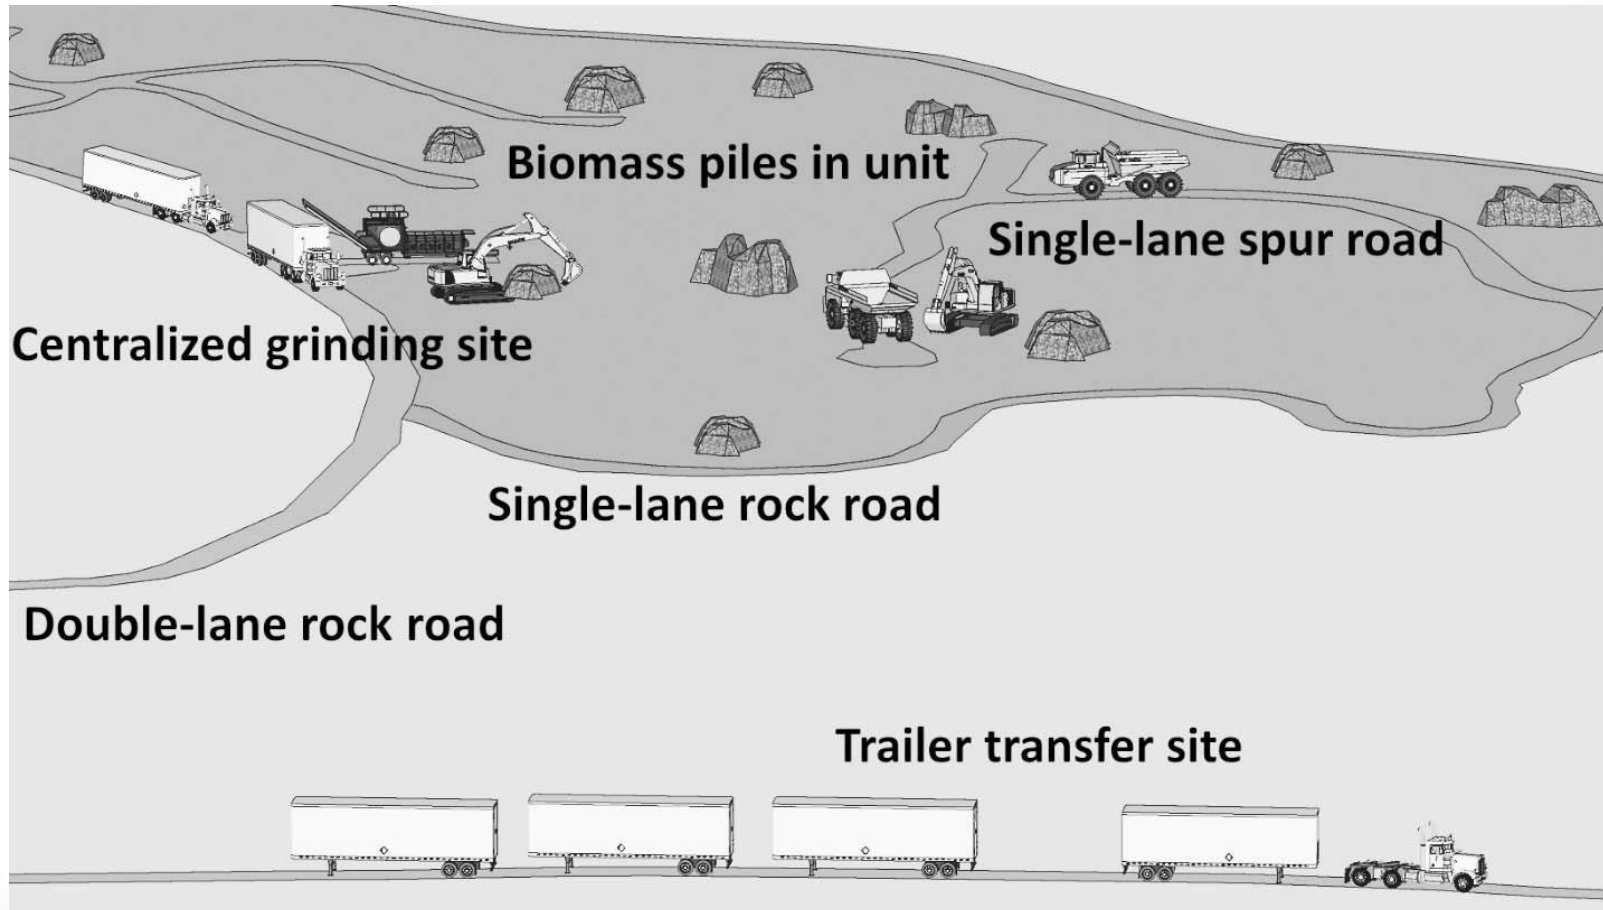 Biomass piles in unit
Single-lane spur road
Centralized grinding site
Single-lane rock road
Double-lane rock road
Trailer transfer site